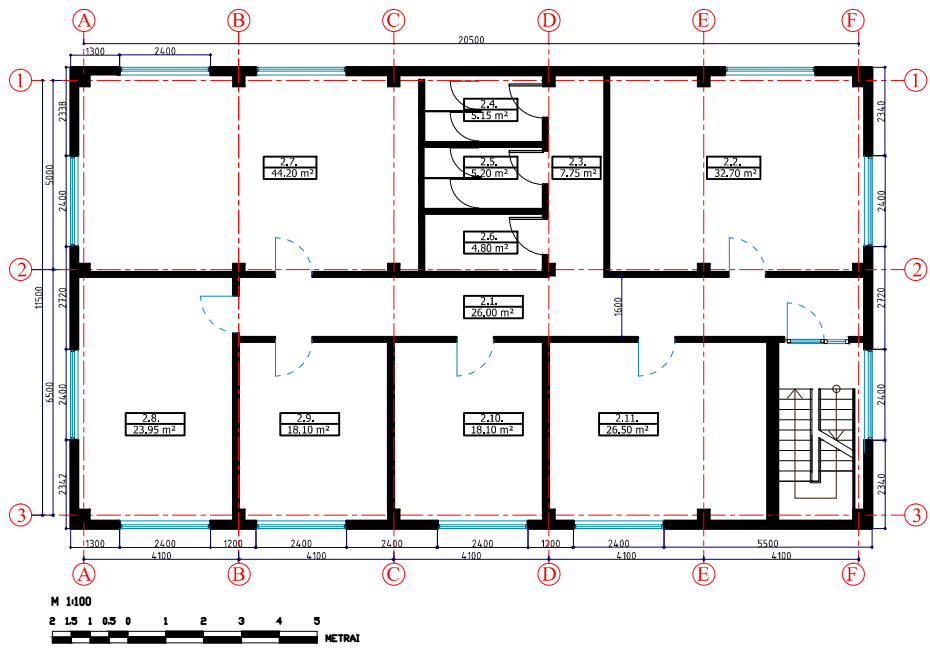 A B C D E F
20500
1300 2400
1
1
2338
2340
2.4.
5.15 m²
2.7.
44.20 m²
2.5.
5.20 m²
2.3.
7.75 m²
2.2.
32.70 m²
5000
2400
2400
2.6.
4.80 m²
2
2
11500
2720
2.1.
26,00 m²
1600
2720
6500
2400
2400
2.8.
23.95 m²
2.9.
18.10 m²
2.10.
18.10 m²
2.11.
26.50 m²
2342
2340
3
3
1300 2400 1200 2400 2400 2400 1200 2400 5500
4100 4100 4100 4100 4100
A B C D E F
M 1:100
2 1.5 1 0.5 0 1 2 3 4 5
METRAI